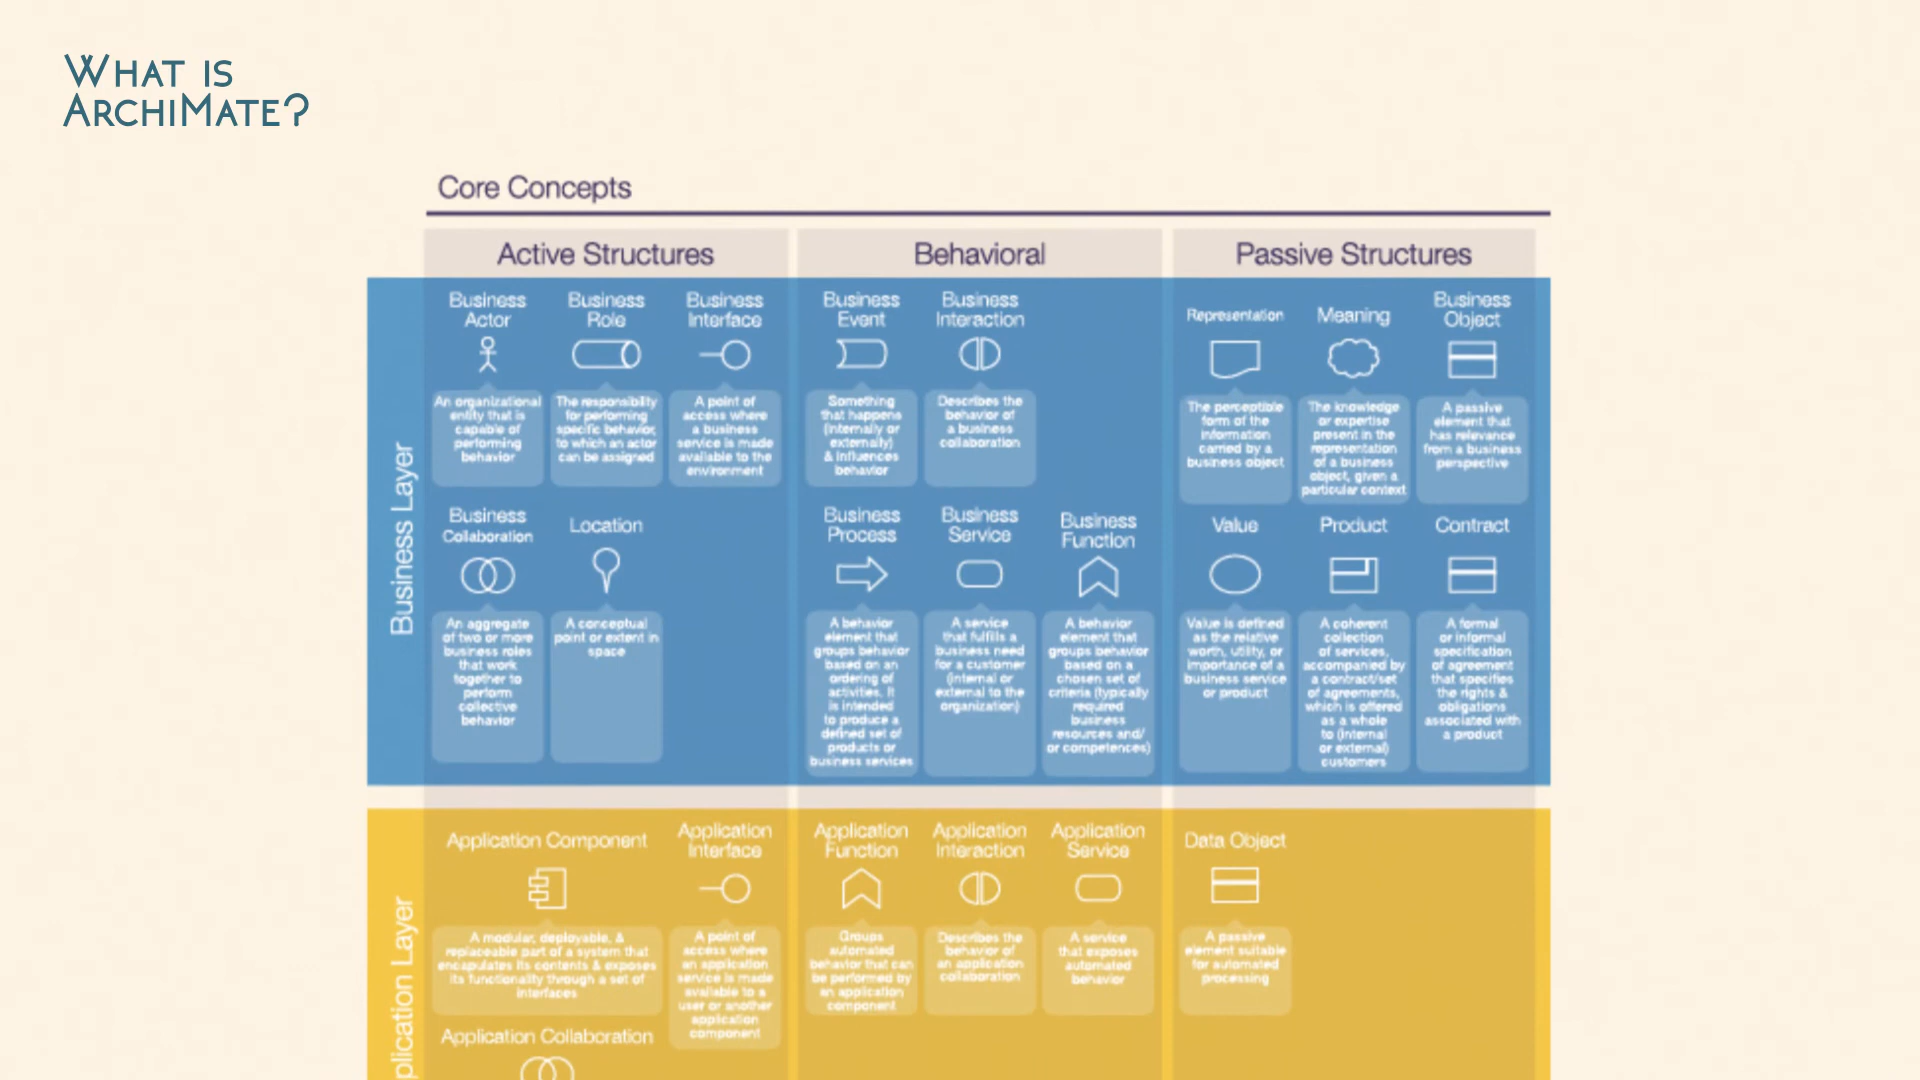 WHAT IS
ARCHIMATE?
Core Concepts
Active Structures
Behavioral
Passive Structures
Business Layer
Business
Actor
An organizational
entity that is
capable of
performing
behavior
Business
Role
The responsibility
for performing
specific behavior,
to which an actor
can be assigned
Business
Interface
A point of
access where
a business
service is made
available to the
environment
Business
Event
Something
that happens
(internally or
externally)
& influences
behavior
Business
Interaction
Describes the
behavior of
a business
collaboration
Representation
The perceptible
form of the
information
carried by a
business object
Meaning
The knowledge
or expertise
present in the
representation
of a business
object, given a
particular context
Business
Object
A passive
element that
has relevance
from a business
perspective
Business
Collaboration
An aggregate
of two or more
business roles
that work
together to
perform
collective
behavior
Location
A conceptual
point or extent in
space
Business
Process
A behavior
element that
groups behavior
based on an
ordering of
activities. It
is intended
to produce a
defined set of
products or
business services
Business
Service
A service
that fulfills a
business need
for a customer
(internal or
external to the
organization)
Business
Function
A behavior
element that
groups behavior
based on a
chosen set of
criteria (typically
required
business
resources and/
or competences)
Value
Value is defined
as the relative
worth, utility, or
importance of a
business service
or product
Product
A coherent
collection
of services,
accompanied by
a contract/set
of agreements,
which is offered
as a whole
to (internal
or external)
customers
Contract
A formal
or informal
specification
of agreement
that specifies
the rights &
obligations
associated with
a product
plication Layer
Application Component
A modular, deployable, &
replaceable part of a system that
encapsulates its contents & exposes
its functionality through a set of
interfaces
Application
Interface
A point of
access where
an application
service is made
available to a
user or another
application
component
Application
Function
Groups
automated
behavior that can
be performed by
an application
component
Application
Interaction
Describes the
behavior of
an application
collaboration
Application
Service
A service
that exposes
automated
behavior
Data Object
A passive
element suitable
for automated
processing
Application Collaboration